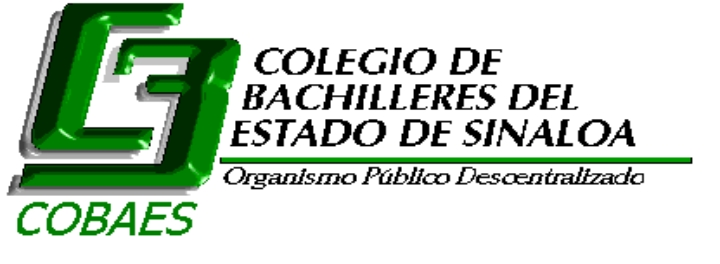 COLEGIO DE
BACHILLERES DEL
ESTADO DE SINALOA
Organismo Público Descentralizado
COBAES